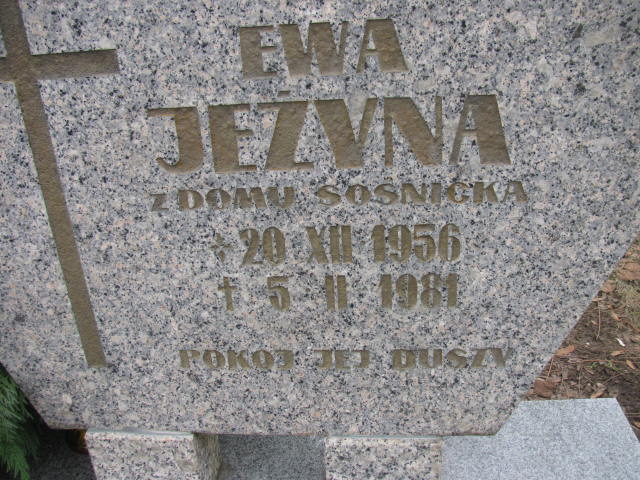 EWA
JEŻYNA
Z DOMU SOŚNICKA
* 20 XII 1956
† 5 II 1981
POKÓJ JEJ DUSZY